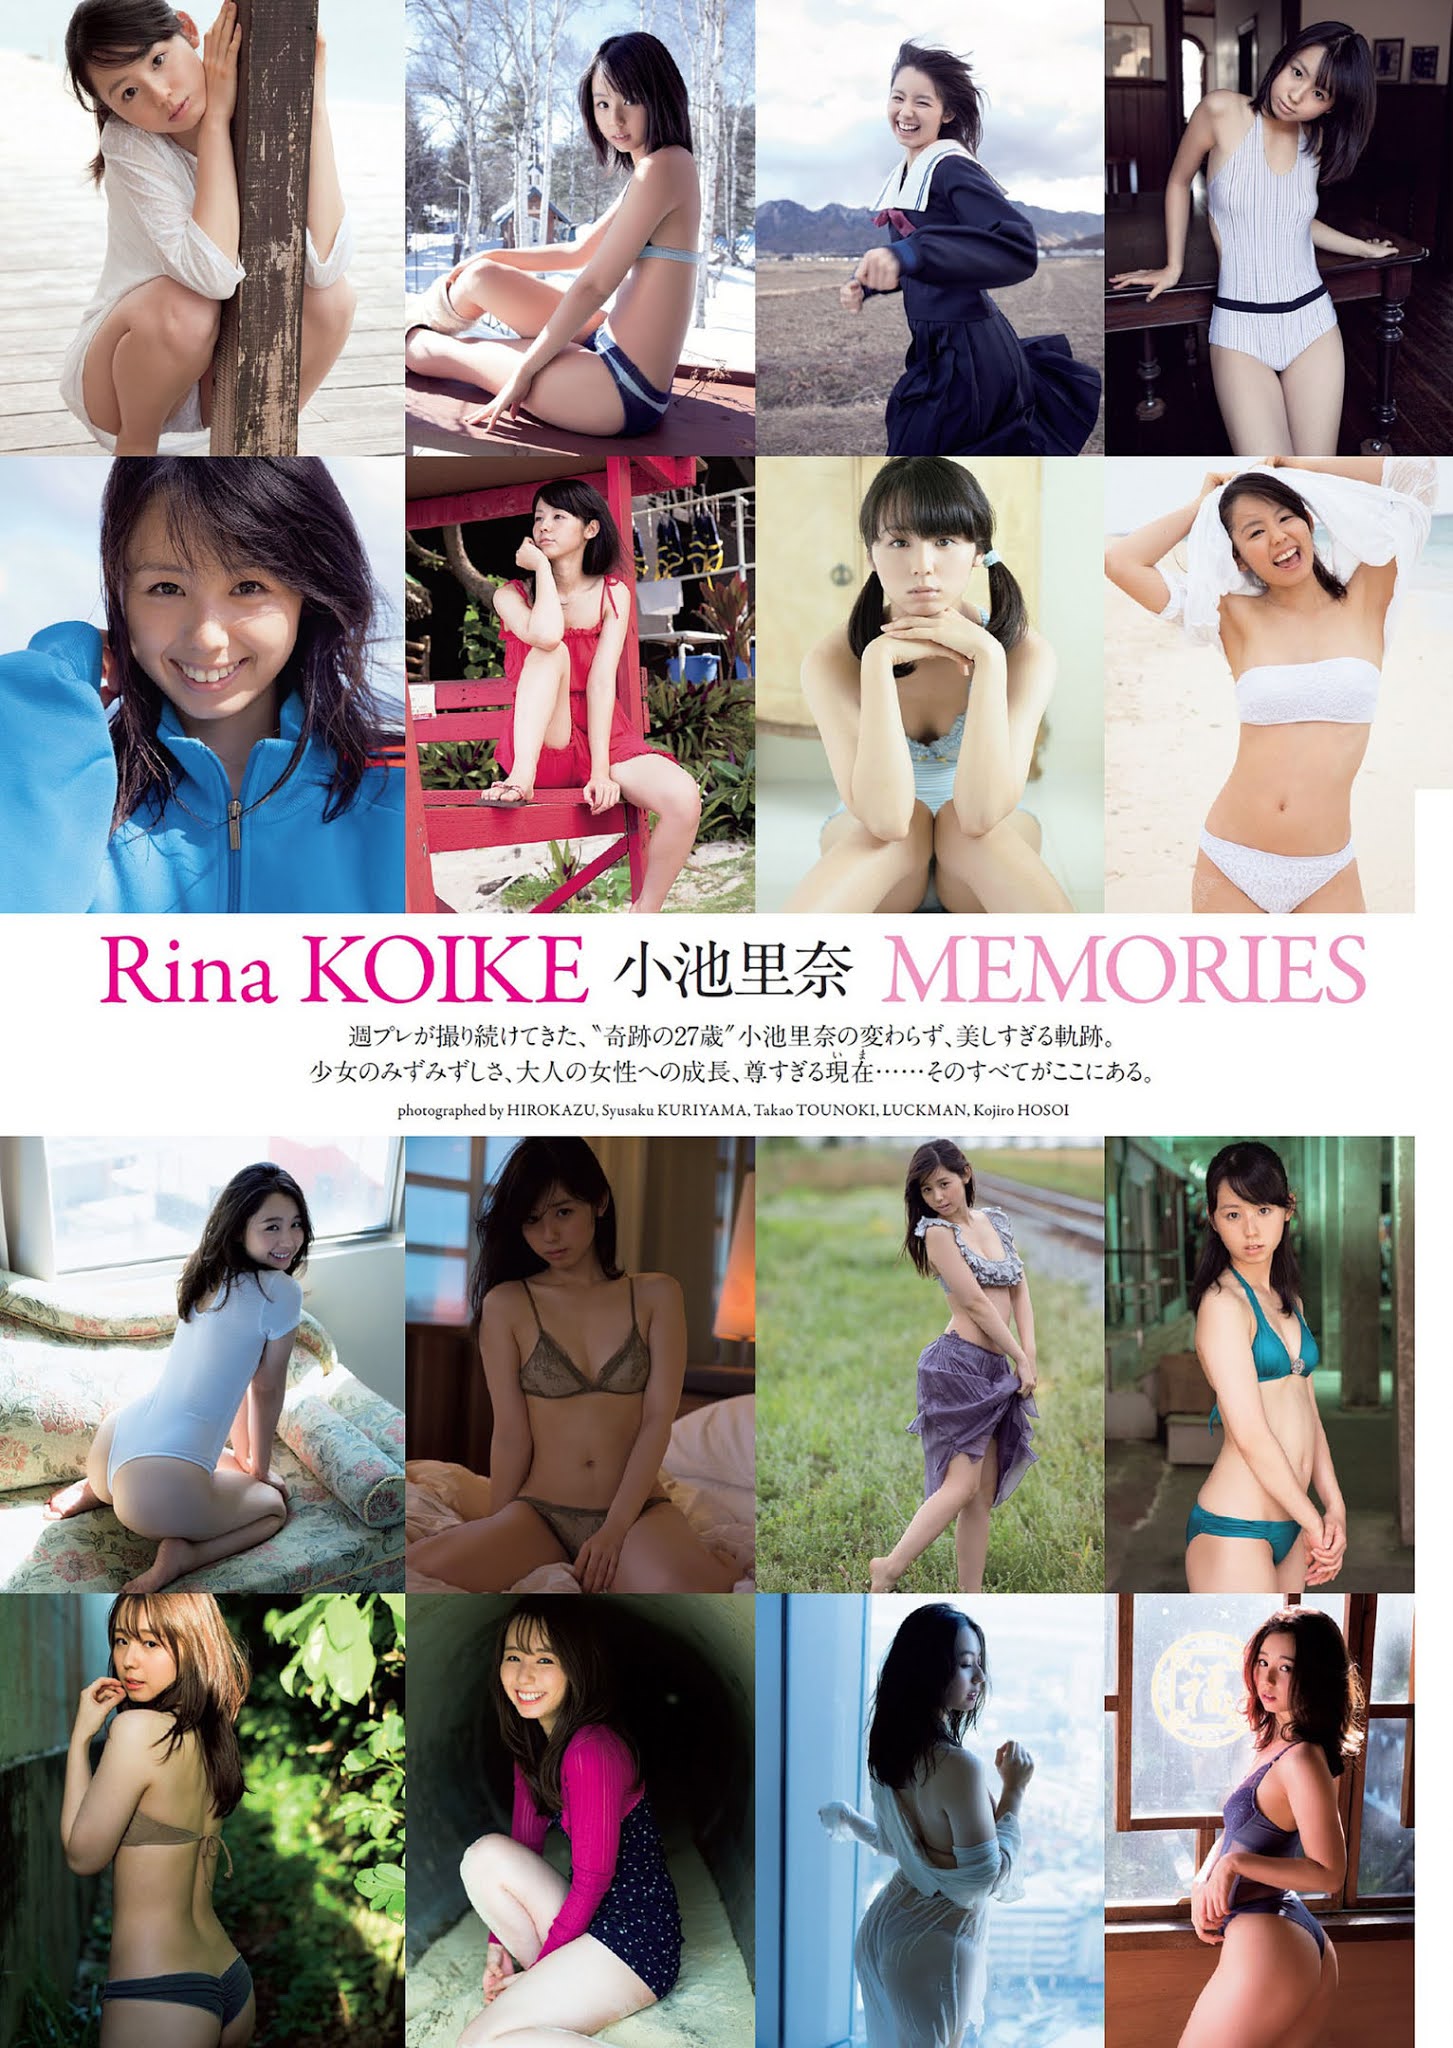 Rina KOIKE 小池里奈 MEMORIES
週プレが撮り続けてきた、“奇跡の27歳”小池里奈の変わらず、美しすぎる軌跡。
少女のみずみずしさ、大人の女性への成長、尊すぎる現在……そのすべてがここにある。
いま
photographed by HIROKAZU, Syusaku KURIYAMA, Takao TOUNOKI, LUCKMAN, Kojiro HOSOI
福